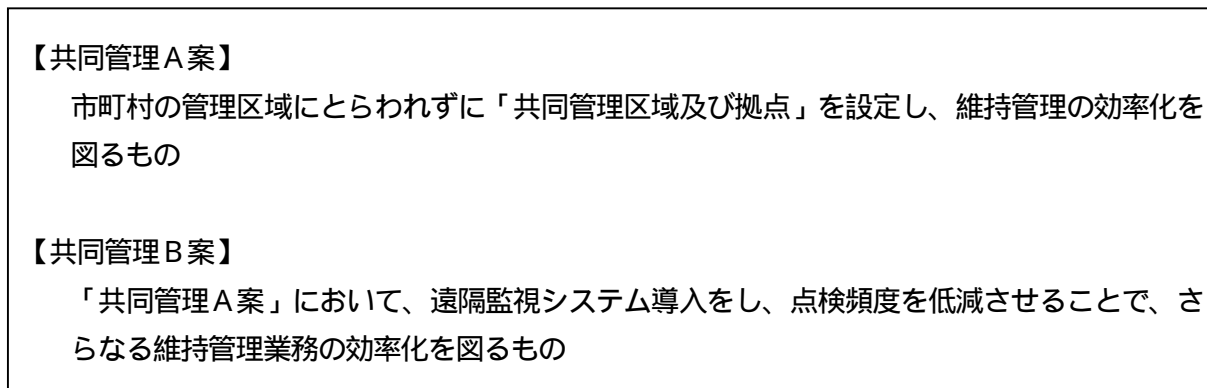 【共同管理A案】
市町村の管理区域にとらわれずに「共同管理区域及び拠点」を設定し、維持管理の効率化を
図るもの
【共同管理B案】
「共同管理A案」において、遠隔監視システム導入をし、点検頻度を低減させることで、さ
らなる維持管理業務の効率化を図るもの